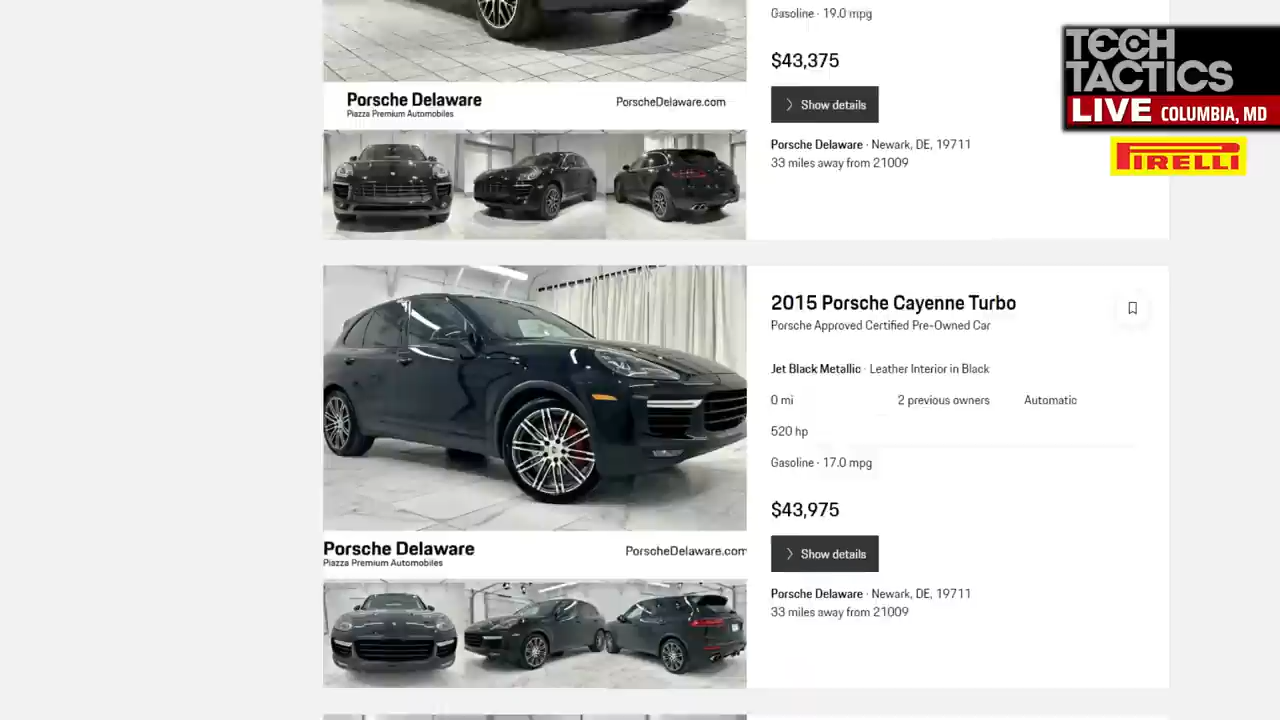 Gasoline · 19.0 mpg
$43,375
Show details
Porsche Delaware · Newark, DE, 19711
33 miles away from 21009
Porsche Delaware
Piazza Premium Automobiles
PorscheDelaware.com
TECH
TACTICS
LIVE COLUMBIA, MD
PIRELLI
2015 Porsche Cayenne Turbo
Porsche Approved Certified Pre-Owned Car
Jet Black Metallic · Leather Interior in Black
0 mi
2 previous owners
Automatic
520 hp
Gasoline · 17.0 mpg
$43,975
Show details
Porsche Delaware · Newark, DE, 19711
33 miles away from 21009
Porsche Delaware
Piazza Premium Automobiles
PorscheDelaware.com